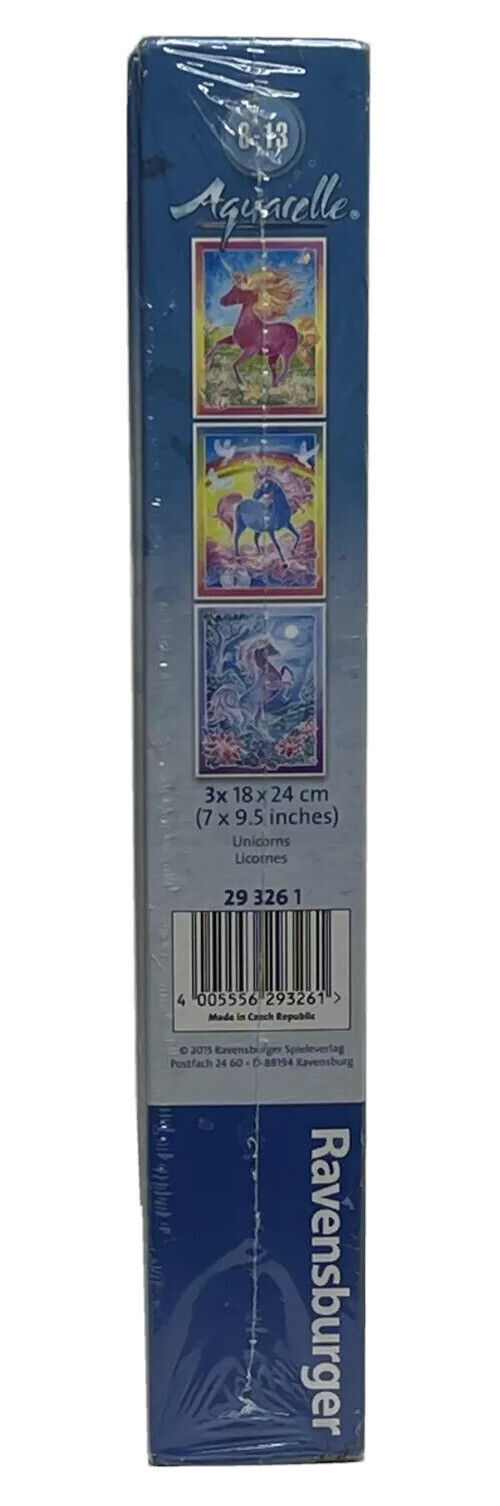 8-13
Aquarelle®
3x 18 x 24 cm
(7 x 9.5 inches)
Unicorns
Licornes
29 326 1
4 005556 293261 >
Made in Czech Republic
© 2015 Ravensburger Spieleverlag
Postfach 24 60 • D-88194 Ravensburg
Ravensburger